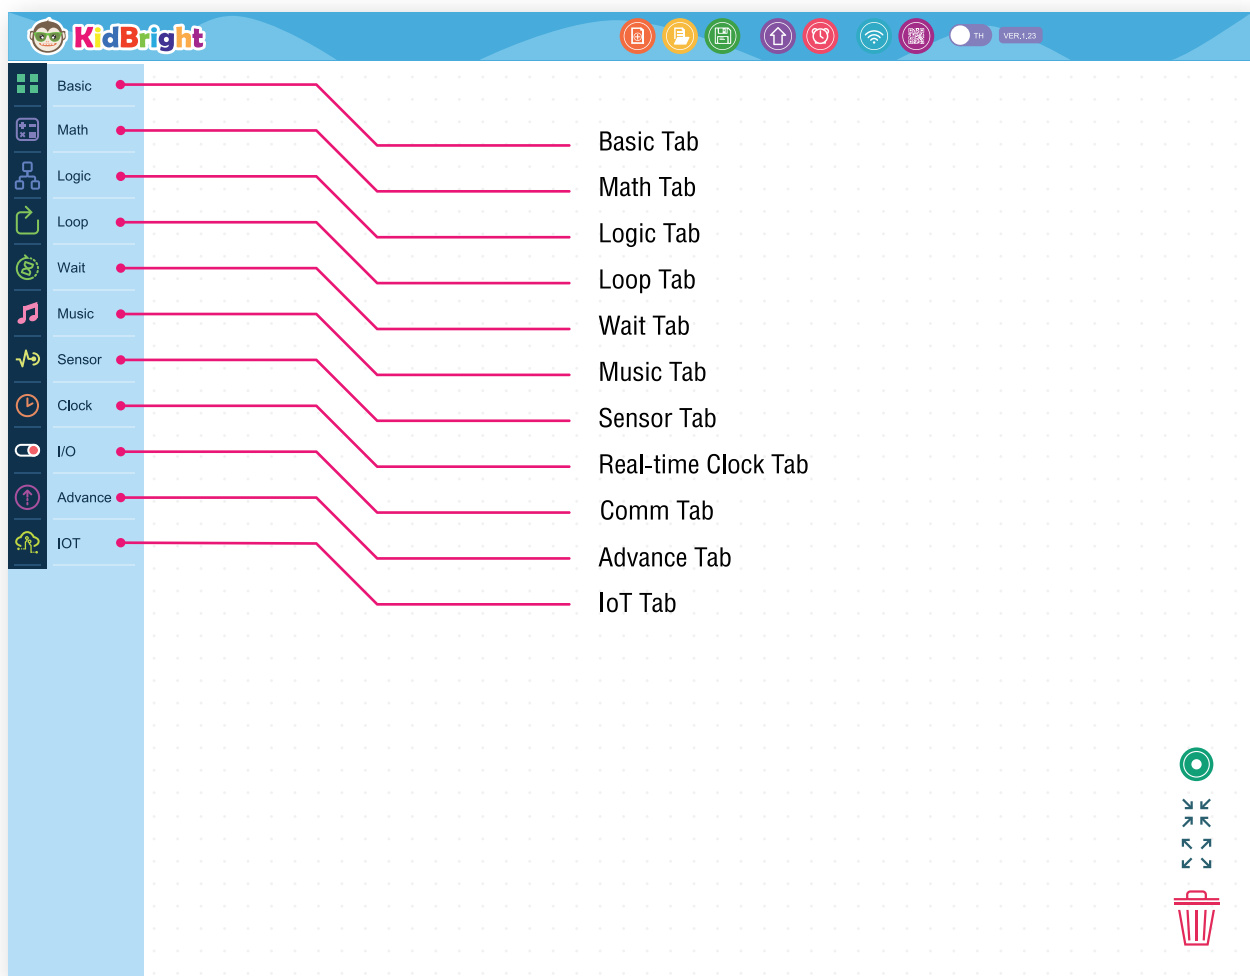 KidBright
TH
VER.1,23
Basic
Math
Logic
Loop
Wait
Music
Sensor
Clock
I/O
Advance
IOT
Basic Tab
Math Tab
Logic Tab
Loop Tab
Wait Tab
Music Tab
Sensor Tab
Real-time Clock Tab
Comm Tab
Advance Tab
IoT Tab